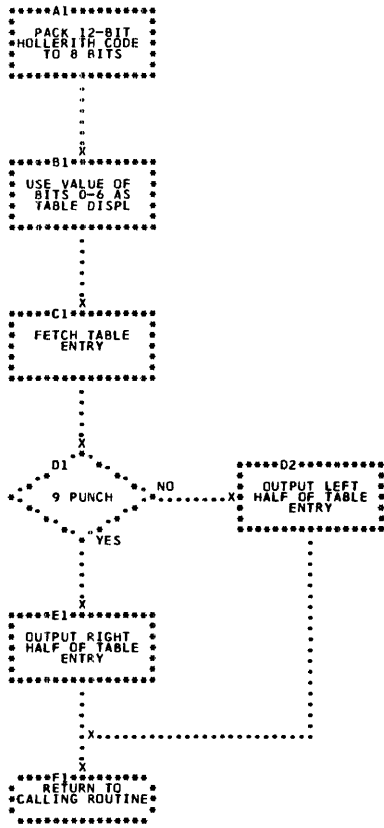 A1
PACK 12-BIT
HOLLERITH CODE
TO 8 BITS
X
B1
USE VALUE OF
BITS 0-6 AS
TABLE DISPL
X
C1
FETCH TABLE
ENTRY
X
D1
9 PUNCH
NO
X
D2
OUTPUT LEFT
HALF OF TABLE
ENTRY
YES
X
E1
OUTPUT RIGHT
HALF OF TABLE
ENTRY
X
X
F1
RETURN TO
CALLING ROUTINE